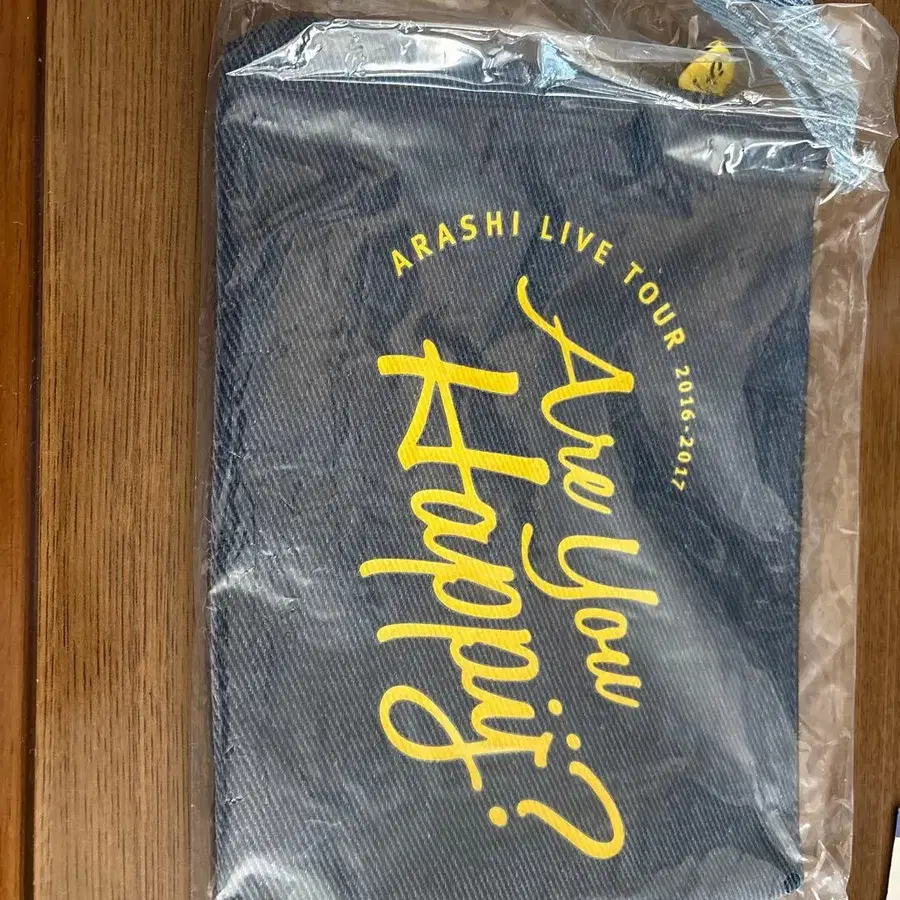 ARASHI LIVE TOUR 2016-2017
Are You
Happy?